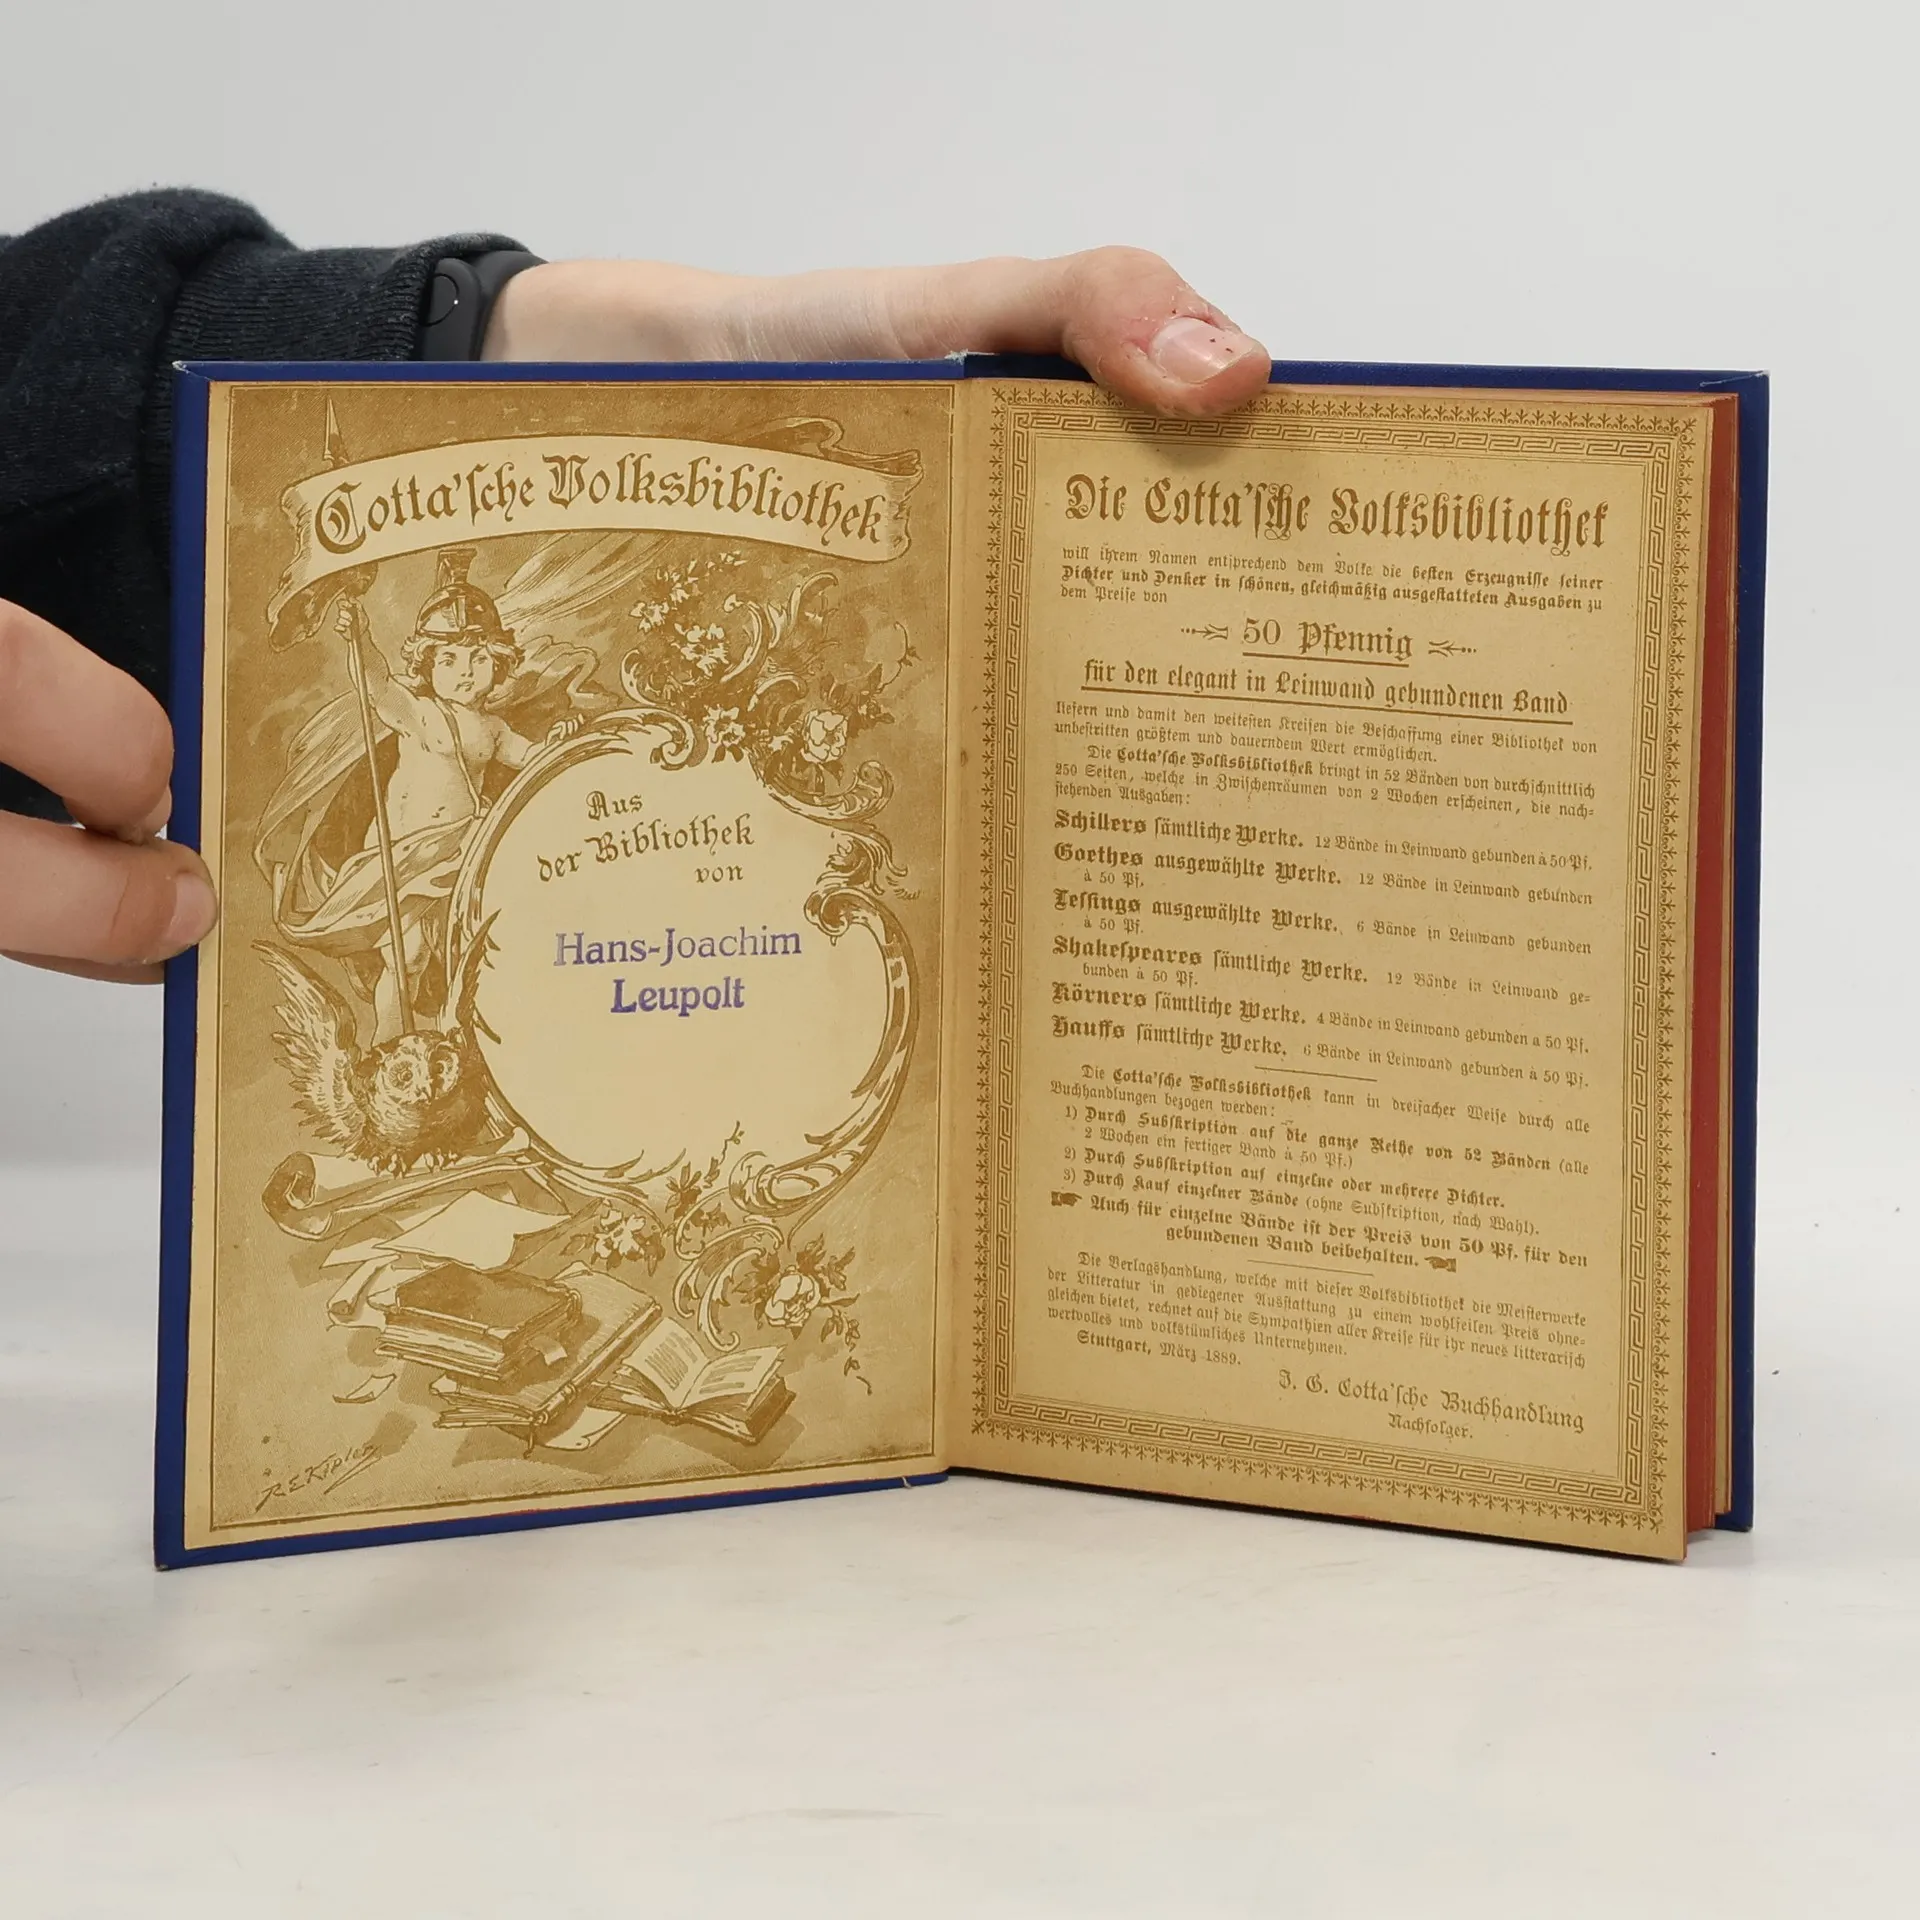 Cotta'sche Volksbibliothek.
Aus
der Bibliothek
von
Hans-Joachim
Leupolt
R.E. Kepler
Die Cotta'sche Volksbibliothek
will ihrem Namen entsprechend dem Volke die besten Erzeugnisse seiner
Dichter und Denker in schönen, gleichmäßig ausgestatteten Ausgaben zu
dem Preise von
50 Pfennig
für den elegant in Leinwand gebundenen Band
liefern und damit den weitesten Kreisen die Beschaffung einer Bibliothek von
unbestritten größtem und dauerndem Wert ermöglichen.
Die Cotta'sche Volksbibliothek bringt in 52 Bänden von durchschnittlich
250 Seiten, welche in Zwischenräumen von 2 Wochen erscheinen, die nach-
stehenden Ausgaben:
Schillers sämtliche Werke. 12 Bände in Leinwand gebunden à 50 Pf.
Goethes ausgewählte Werke. 12 Bände in Leinwand gebunden
à 50 Pf.
Lessings ausgewählte Werke. 6 Bände in Leinwand gebunden
à 50 Pf.
Shakespeares sämtliche Werke. 12 Bände in Leinwand ge-
bunden à 50 Pf.
Körners sämtliche Werke. 4 Bände in Leinwand gebunden a 50 Pf.
Hauffs sämtliche Werke. 6 Bände in Leinwand gebunden à 50 Pf.
Die Cotta'sche Volksbibliothek kann in dreifacher Weise durch alle
Buchhandlungen bezogen werden:
1) Durch Subskription auf die ganze Reihe von 52 Bänden (alle
2 Wochen ein fertiger Band à 50 Pf.)
2) Durch Subskription auf einzelne oder mehrere Dichter.
3) Durch Kauf einzelner Bände (ohne Subskription, nach Wahl).
Auch für einzelne Bände ist der Preis von 50 Pf. für den
gebundenen Band beibehalten.
Die Verlagshandlung, welche mit dieser Volksbibliothek die Meisterwerke
der Litteratur in gediegener Ausstattung zu einem wohlfeilen Preis ohne-
gleichen bietet, rechnet auf die Sympathien aller Kreise für ihr neues litterarisch
wertvolles und volkstümliches Unternehmen.
Stuttgart, März 1889.
J. G. Cotta'sche Buchhandlung
Nachfolger.